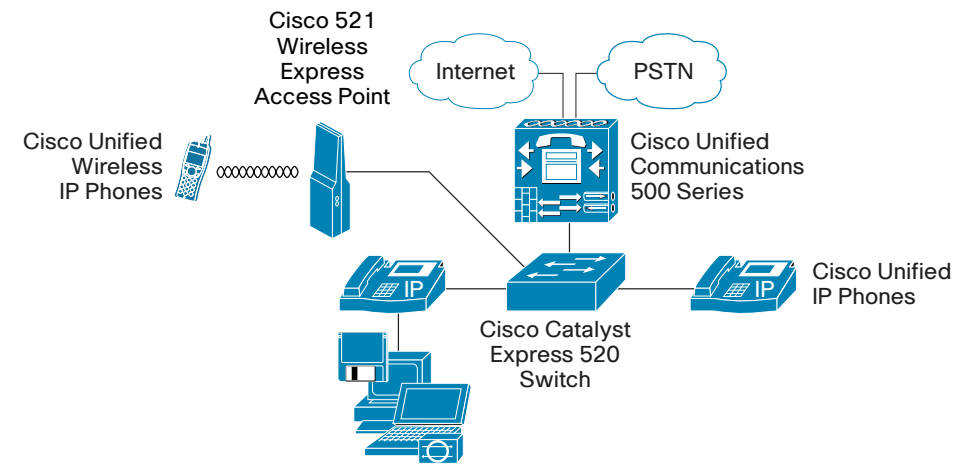 Cisco 521
Wireless
Express
Access Point
Internet
PSTN
Cisco Unified
Wireless
IP Phones
Cisco Unified
Communications
500 Series
IP
IP
Cisco Unified
IP Phones
Cisco Catalyst
Express 520
Switch